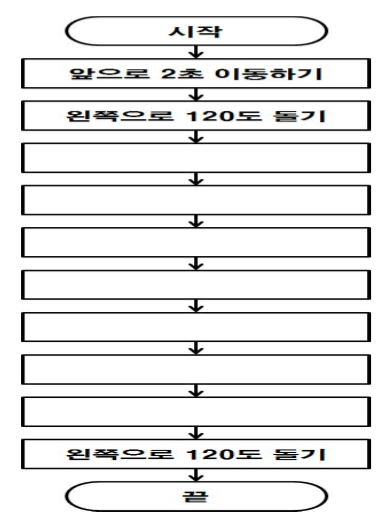 시작
앞으로 2초 이동하기
왼쪽으로 120도 돌기
왼쪽으로 120도 돌기
끝